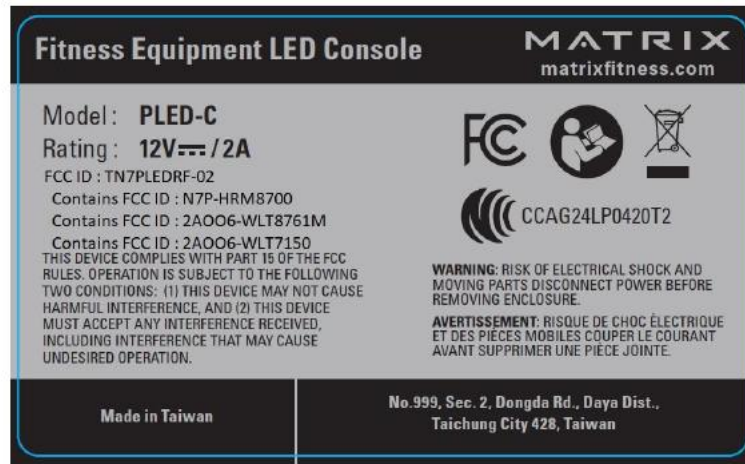 Fitness Equipment LED Console
MATRIX
matrixfitness.com
Model : PLED-C
Rating : 12V⎓/2A
FCC ID : TN7PLEDRF-02
Contains FCC ID : N7P-HRM8700
Contains FCC ID : 2AOO6-WLT8761M
Contains FCC ID : 2AOO6-WLT7150
THIS DEVICE COMPLIES WITH PART 15 OF THE FCC
RULES. OPERATION IS SUBJECT TO THE FOLLOWING
TWO CONDITIONS: (1) THIS DEVICE MAY NOT CAUSE
HARMFUL INTERFERENCE, AND (2) THIS DEVICE
MUST ACCEPT ANY INTERFERENCE RECEIVED,
INCLUDING INTERFERENCE THAT MAY CAUSE
UNDESIRED OPERATION.
FC
CCAG24LP0420T2
WARNING: RISK OF ELECTRICAL SHOCK AND
MOVING PARTS DISCONNECT POWER BEFORE
REMOVING ENCLOSURE.
AVERTISSEMENT: RISQUE DE CHOC ÉLECTRIQUE
ET DES PIÈCES MOBILES COUPER LE COURANT
AVANT SUPPRIMER UNE PIÈCE JOINTE.
Made in Taiwan
No.999, Sec. 2, Dongda Rd., Daya Dist.,
Taichung City 428, Taiwan